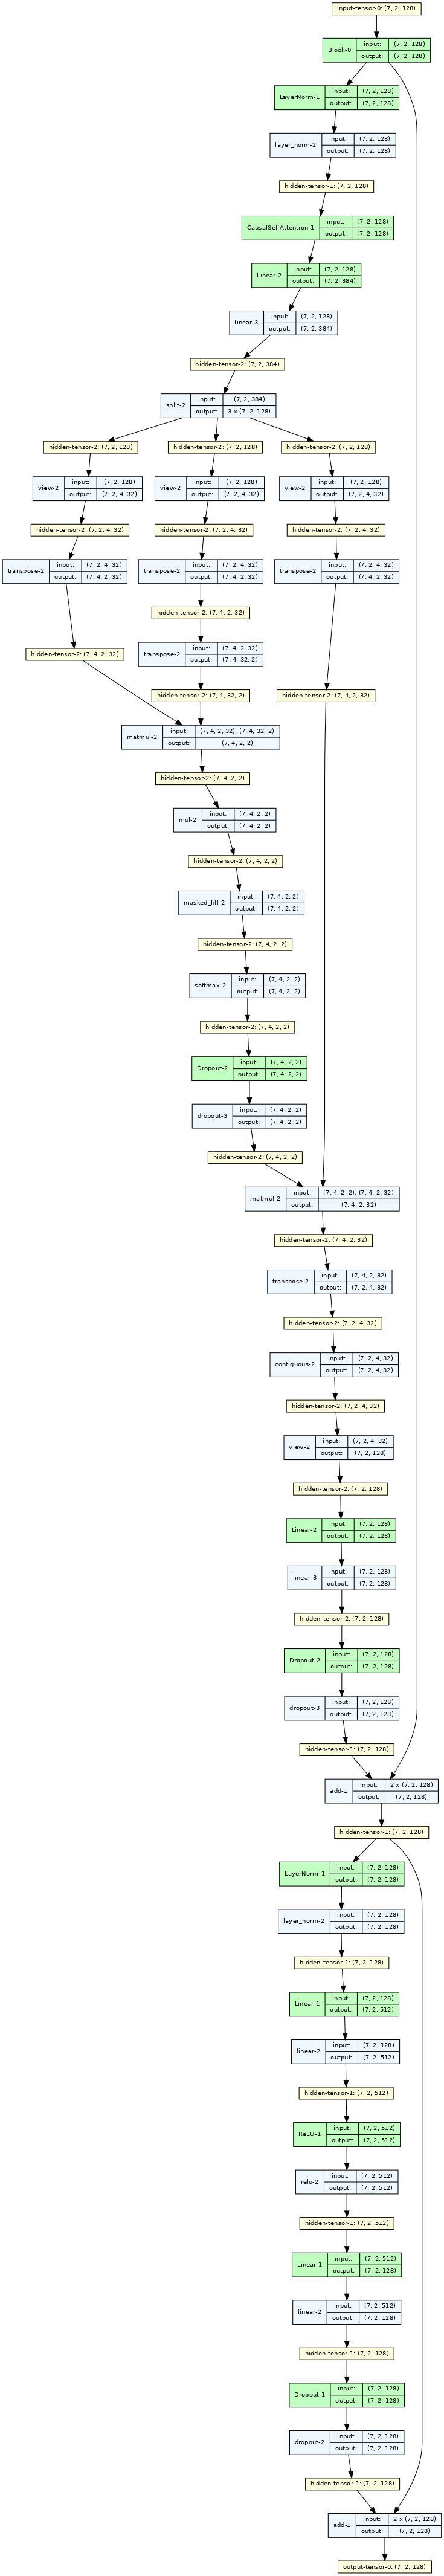 input-tensor-0: (7, 2, 128)
Block-0
input: (7, 2, 128)
output: (7, 2, 128)
LayerNorm-1
input: (7, 2, 128)
output: (7, 2, 128)
layer_norm-2
input: (7, 2, 128)
output: (7, 2, 128)
hidden-tensor-1: (7, 2, 128)
CausalSelfAttention-1
input: (7, 2, 128)
output: (7, 2, 128)
Linear-2
input: (7, 2, 128)
output: (7, 2, 384)
linear-3
input: (7, 2, 128)
output: (7, 2, 384)
hidden-tensor-2: (7, 2, 384)
split-2
input: (7, 2, 384)
output: 3 x (7, 2, 128)
hidden-tensor-2: (7, 2, 128)
hidden-tensor-2: (7, 2, 128)
hidden-tensor-2: (7, 2, 128)
view-2
input: (7, 2, 128)
output: (7, 2, 4, 32)
view-2
input: (7, 2, 128)
output: (7, 2, 4, 32)
view-2
input: (7, 2, 128)
output: (7, 2, 4, 32)
hidden-tensor-2: (7, 2, 4, 32)
hidden-tensor-2: (7, 2, 4, 32)
hidden-tensor-2: (7, 2, 4, 32)
transpose-2
input: (7, 2, 4, 32)
output: (7, 4, 2, 32)
transpose-2
input: (7, 2, 4, 32)
output: (7, 4, 2, 32)
transpose-2
input: (7, 2, 4, 32)
output: (7, 4, 2, 32)
hidden-tensor-2: (7, 4, 2, 32)
hidden-tensor-2: (7, 4, 2, 32)
transpose-2
input: (7, 4, 2, 32)
output: (7, 4, 32, 2)
hidden-tensor-2: (7, 4, 32, 2)
hidden-tensor-2: (7, 4, 2, 32)
matmul-2
input: (7, 4, 2, 32), (7, 4, 32, 2)
output: (7, 4, 2, 2)
hidden-tensor-2: (7, 4, 2, 2)
mul-2
input: (7, 4, 2, 2)
output: (7, 4, 2, 2)
hidden-tensor-2: (7, 4, 2, 2)
masked_fill-2
input: (7, 4, 2, 2)
output: (7, 4, 2, 2)
hidden-tensor-2: (7, 4, 2, 2)
softmax-2
input: (7, 4, 2, 2)
output: (7, 4, 2, 2)
hidden-tensor-2: (7, 4, 2, 2)
Dropout-2
input: (7, 4, 2, 2)
output: (7, 4, 2, 2)
dropout-3
input: (7, 4, 2, 2)
output: (7, 4, 2, 2)
hidden-tensor-2: (7, 4, 2, 2)
matmul-2
input: (7, 4, 2, 2), (7, 4, 2, 32)
output: (7, 4, 2, 32)
hidden-tensor-2: (7, 4, 2, 32)
transpose-2
input: (7, 4, 2, 32)
output: (7, 2, 4, 32)
hidden-tensor-2: (7, 2, 4, 32)
contiguous-2
input: (7, 2, 4, 32)
output: (7, 2, 4, 32)
hidden-tensor-2: (7, 2, 4, 32)
view-2
input: (7, 2, 4, 32)
output: (7, 2, 128)
hidden-tensor-2: (7, 2, 128)
Linear-2
input: (7, 2, 128)
output: (7, 2, 128)
linear-3
input: (7, 2, 128)
output: (7, 2, 128)
hidden-tensor-2: (7, 2, 128)
Dropout-2
input: (7, 2, 128)
output: (7, 2, 128)
dropout-3
input: (7, 2, 128)
output: (7, 2, 128)
hidden-tensor-1: (7, 2, 128)
add-1
input: 2 x (7, 2, 128)
output: (7, 2, 128)
hidden-tensor-1: (7, 2, 128)
LayerNorm-1
input: (7, 2, 128)
output: (7, 2, 128)
layer_norm-2
input: (7, 2, 128)
output: (7, 2, 128)
hidden-tensor-1: (7, 2, 128)
Linear-1
input: (7, 2, 128)
output: (7, 2, 512)
linear-2
input: (7, 2, 128)
output: (7, 2, 512)
hidden-tensor-1: (7, 2, 512)
ReLU-1
input: (7, 2, 512)
output: (7, 2, 512)
relu-2
input: (7, 2, 512)
output: (7, 2, 512)
hidden-tensor-1: (7, 2, 512)
Linear-1
input: (7, 2, 512)
output: (7, 2, 128)
linear-2
input: (7, 2, 512)
output: (7, 2, 128)
hidden-tensor-1: (7, 2, 128)
Dropout-1
input: (7, 2, 128)
output: (7, 2, 128)
dropout-2
input: (7, 2, 128)
output: (7, 2, 128)
hidden-tensor-1: (7, 2, 128)
add-1
input: 2 x (7, 2, 128)
output: (7, 2, 128)
output-tensor-0: (7, 2, 128)